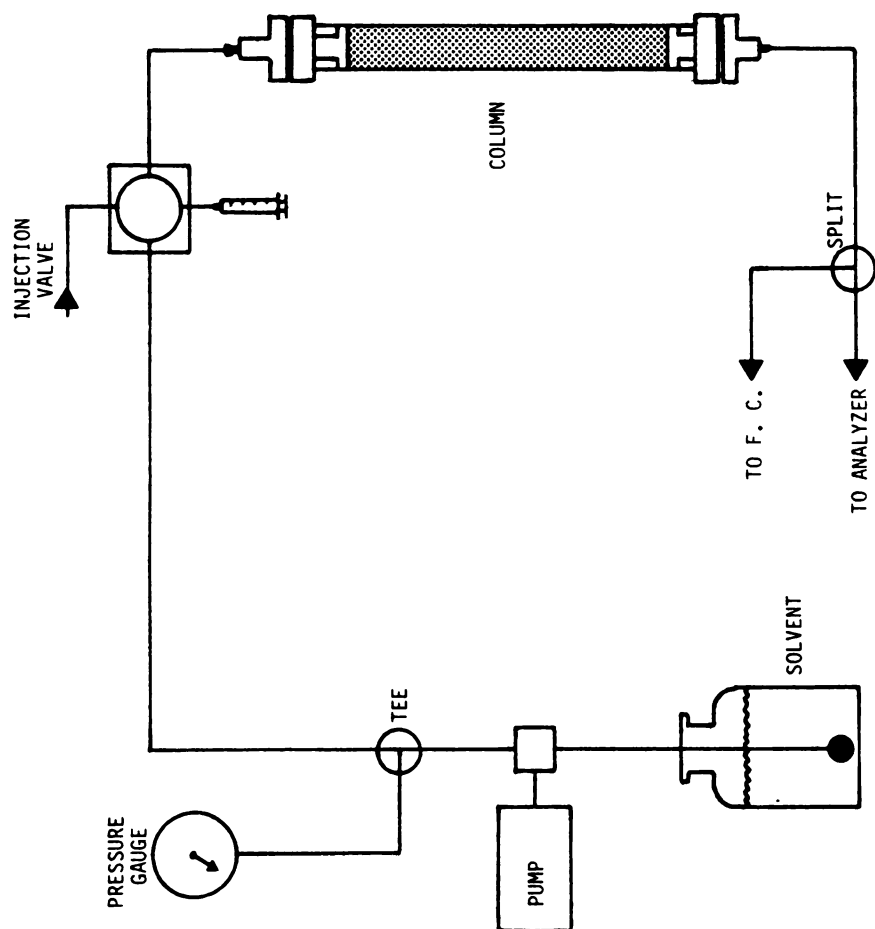 INJECTION
VALVE
COLUMN
SPLIT
TO F. C.
TO ANALYZER
SOLVENT
TEE
PRESSURE
GAUGE
PUMP